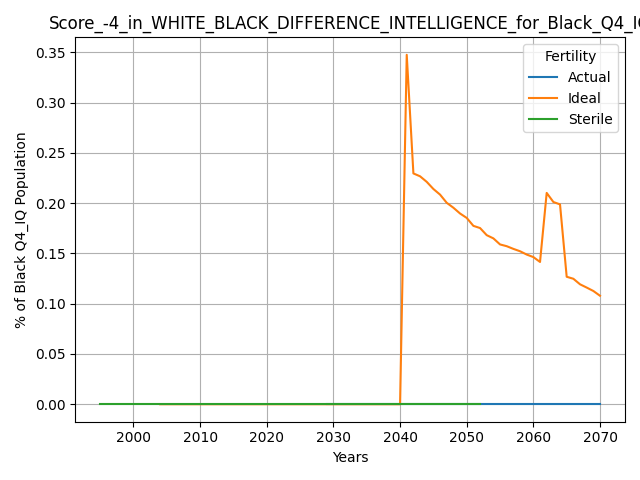 Score_-4_in_WHITE_BLACK_DIFFERENCE_INTELLIGENCE_for_Black_Q4_IQ
Fertility
Actual
Ideal
Sterile
% of Black Q4_IQ Population
0.35
0.30
0.25
0.20
0.15
0.10
0.05
0.00
2000 2010 2020 2030 2040 2050 2060 2070
Years